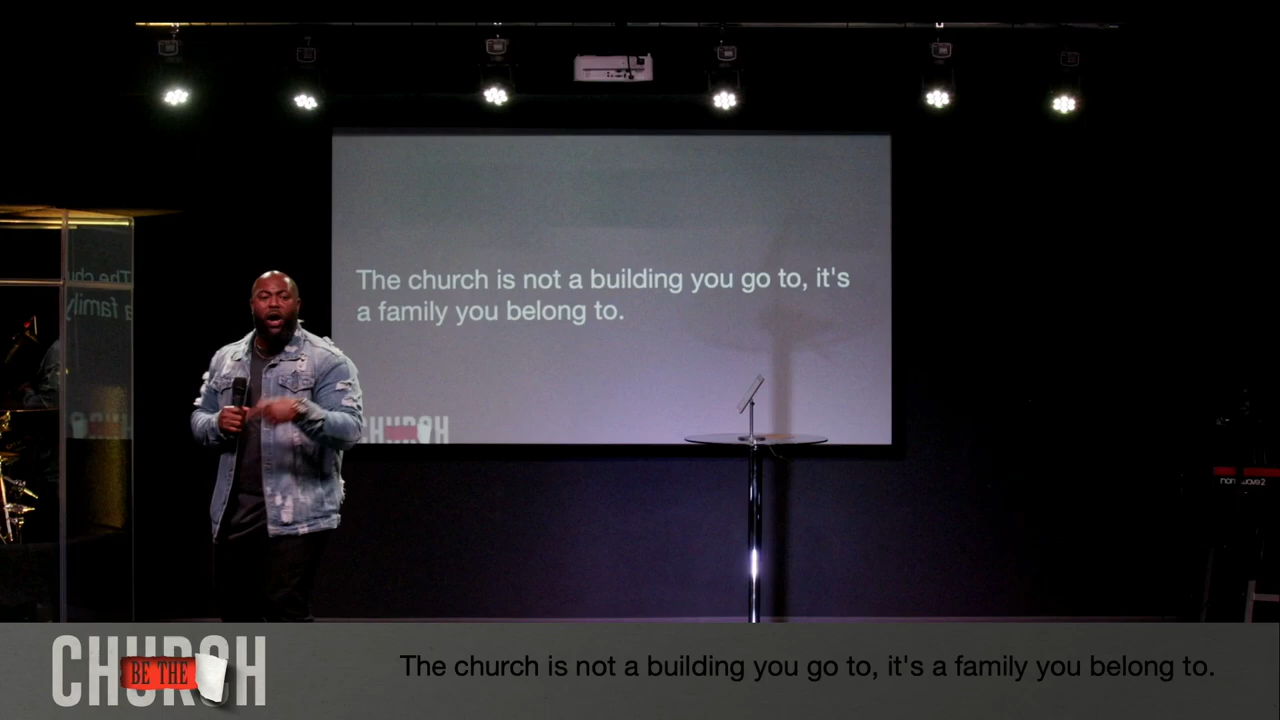 The church is not a building you go to, it's
a family you belong to.
CHURCH
CHURCH
BE THE
The church is not a building you go to, it's a family you belong to.